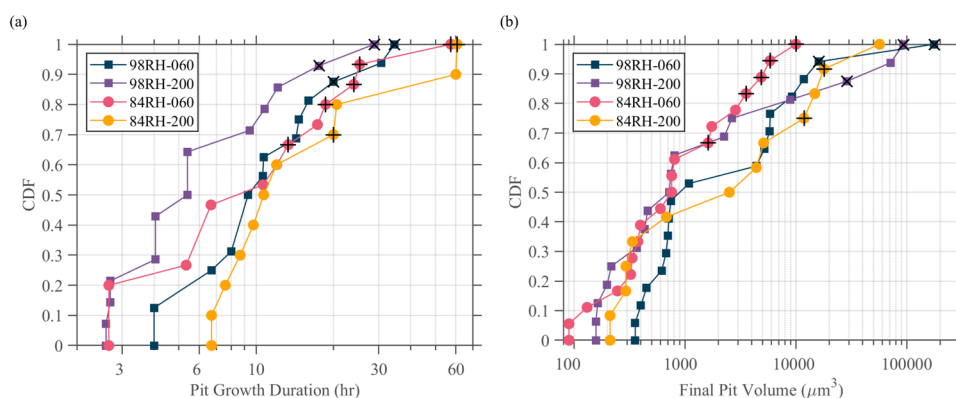 (a)
1
0.9
0.8
0.7
0.6
0.5
0.4
0.3
0.2
0.1
0
CDF
98RH-060
98RH-200
84RH-060
84RH-200
3 10 30 60
Pit Growth Duration (hr)
(b)
1
0.9
0.8
0.7
0.6
0.5
0.4
0.3
0.2
0.1
0
CDF
98RH-060
98RH-200
84RH-060
84RH-200
100 1000 10000 100000
Final Pit Volume (μm³)